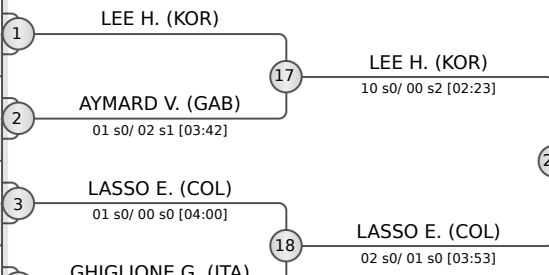 LEE H. (KOR)
1
LEE H. (KOR)
17
10 s0/ 00 s2 [02:23]
AYMARD V. (GAB)
2
01 s0/ 02 s1 [03:42]
LASSO E. (COL)
3
01 s0/ 00 s0 [04:00]
LASSO E. (COL)
18
02 s0/ 01 s0 [03:53]
GHIGLIONE G. (ITA)